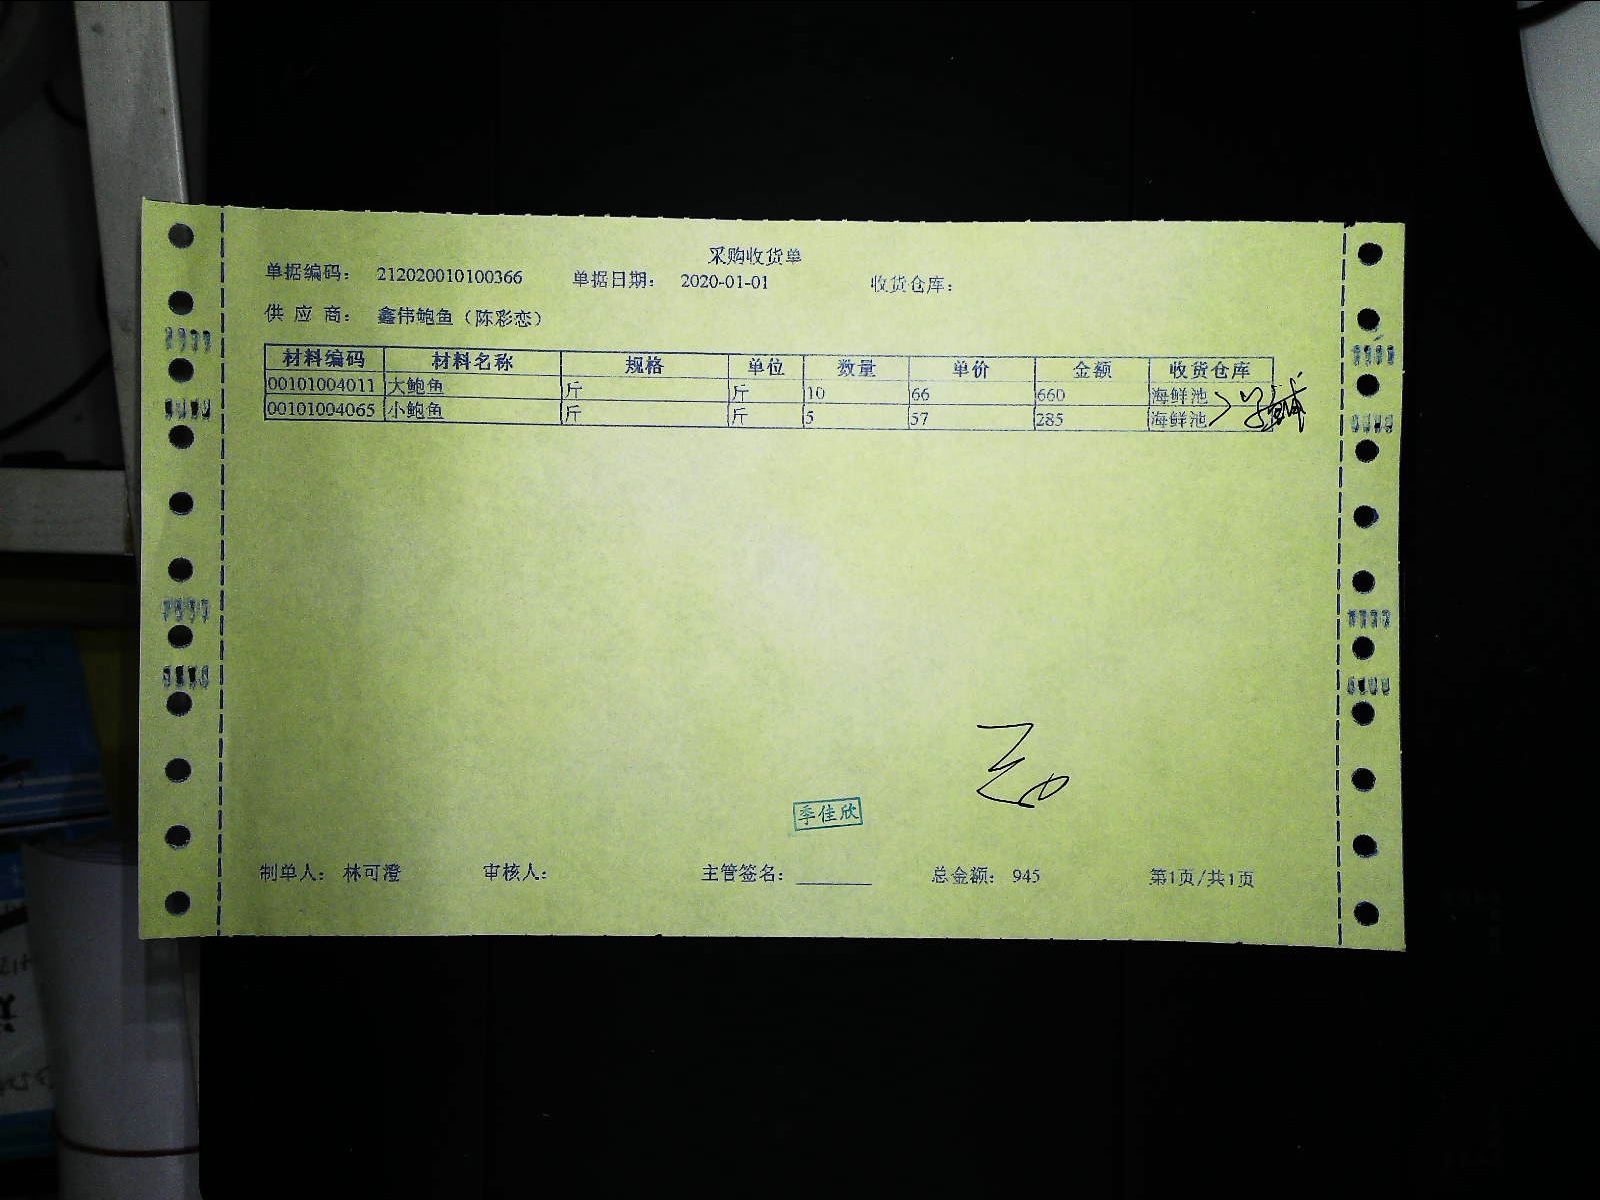 采购收货单
单据编码： 212020010100366 单据日期： 2020-01-01 收货仓库：
供 应 商： 鑫伟鲍鱼（陈彩恋）
材料编码 材料名称 规格 单位 数量 单价 金额 收货仓库
00101004011 大鲍鱼 斤 斤 10 66 660 海鲜池
00101004065 小鲍鱼 斤 斤 5 57 285 海鲜池
季佳欣
制单人： 林可澄 审核人： 主管签名： 总金额： 945 第1页/共1页